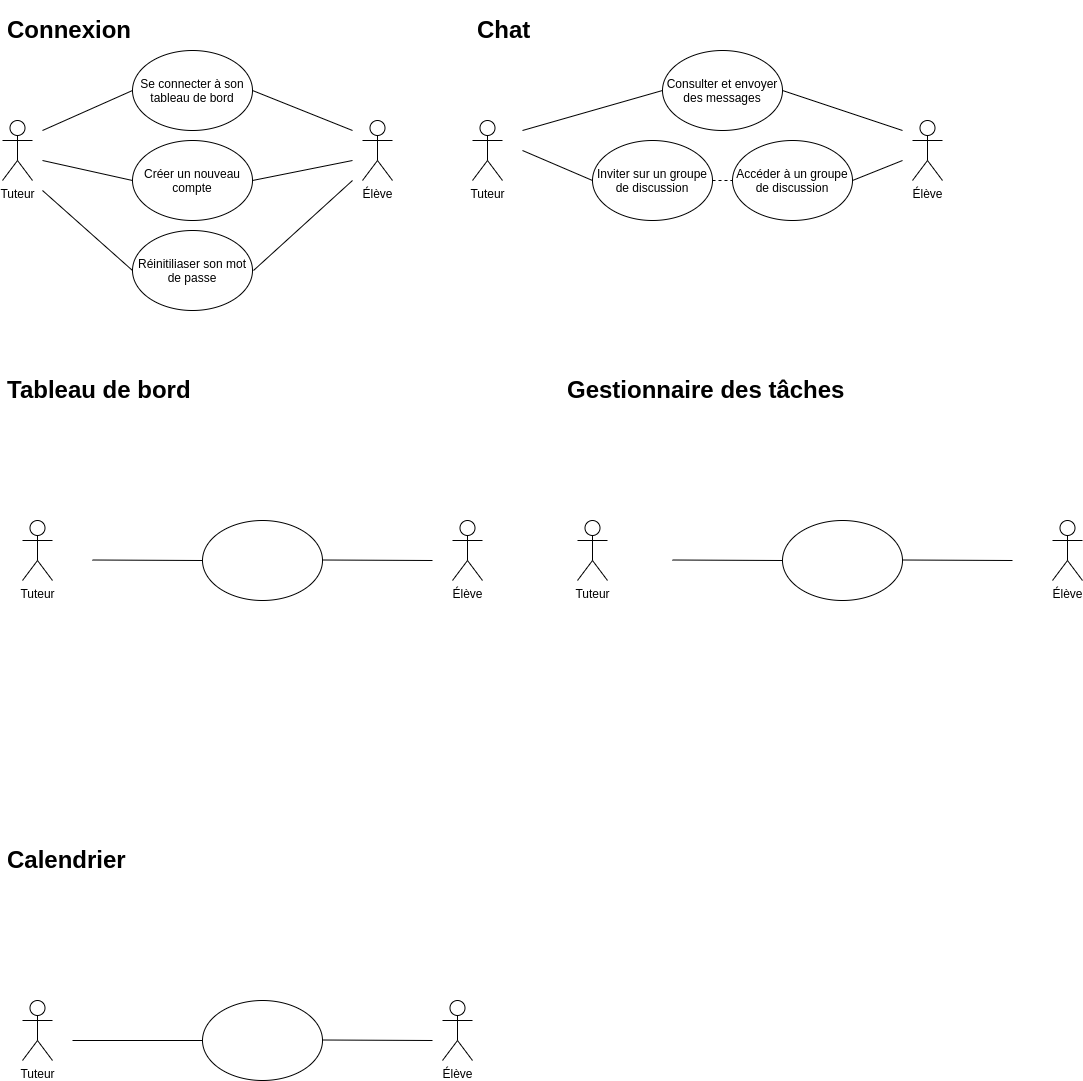 Connexion
Se connecter à son
tableau de bord
Créer un nouveau
compte
Réinitiliaser son mot
de passe
Tuteur
Élève
Chat
Consulter et envoyer
des messages
Inviter sur un groupe
de discussion
Accéder à un groupe
de discussion
Tuteur
Élève
Tableau de bord
Tuteur
Élève
Gestionnaire des tâches
Tuteur
Élève
Calendrier
Tuteur
Élève